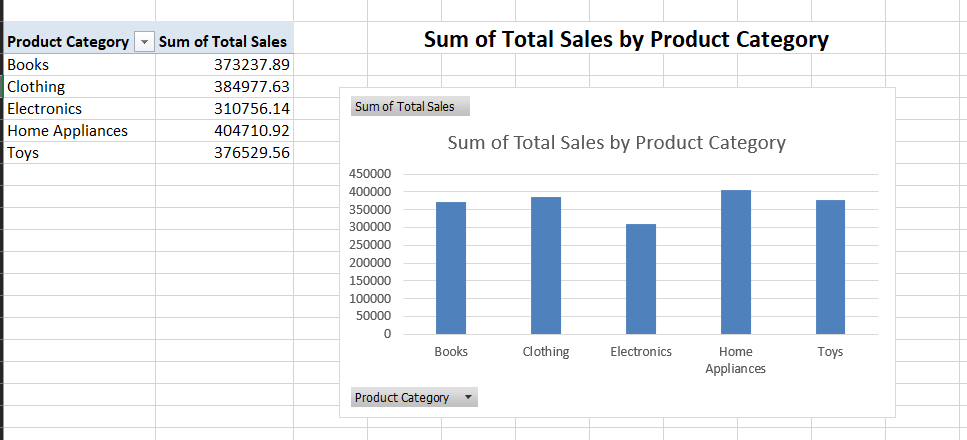 Product Category Sum of Total Sales
Books 373237.89
Clothing 384977.63
Electronics 310756.14
Home Appliances 404710.92
Toys 376529.56
Sum of Total Sales by Product Category
Sum of Total Sales
Sum of Total Sales by Product Category
450000
400000
350000
300000
250000
200000
150000
100000
50000
0
Books Clothing Electronics Home Toys
Appliances
Product Category